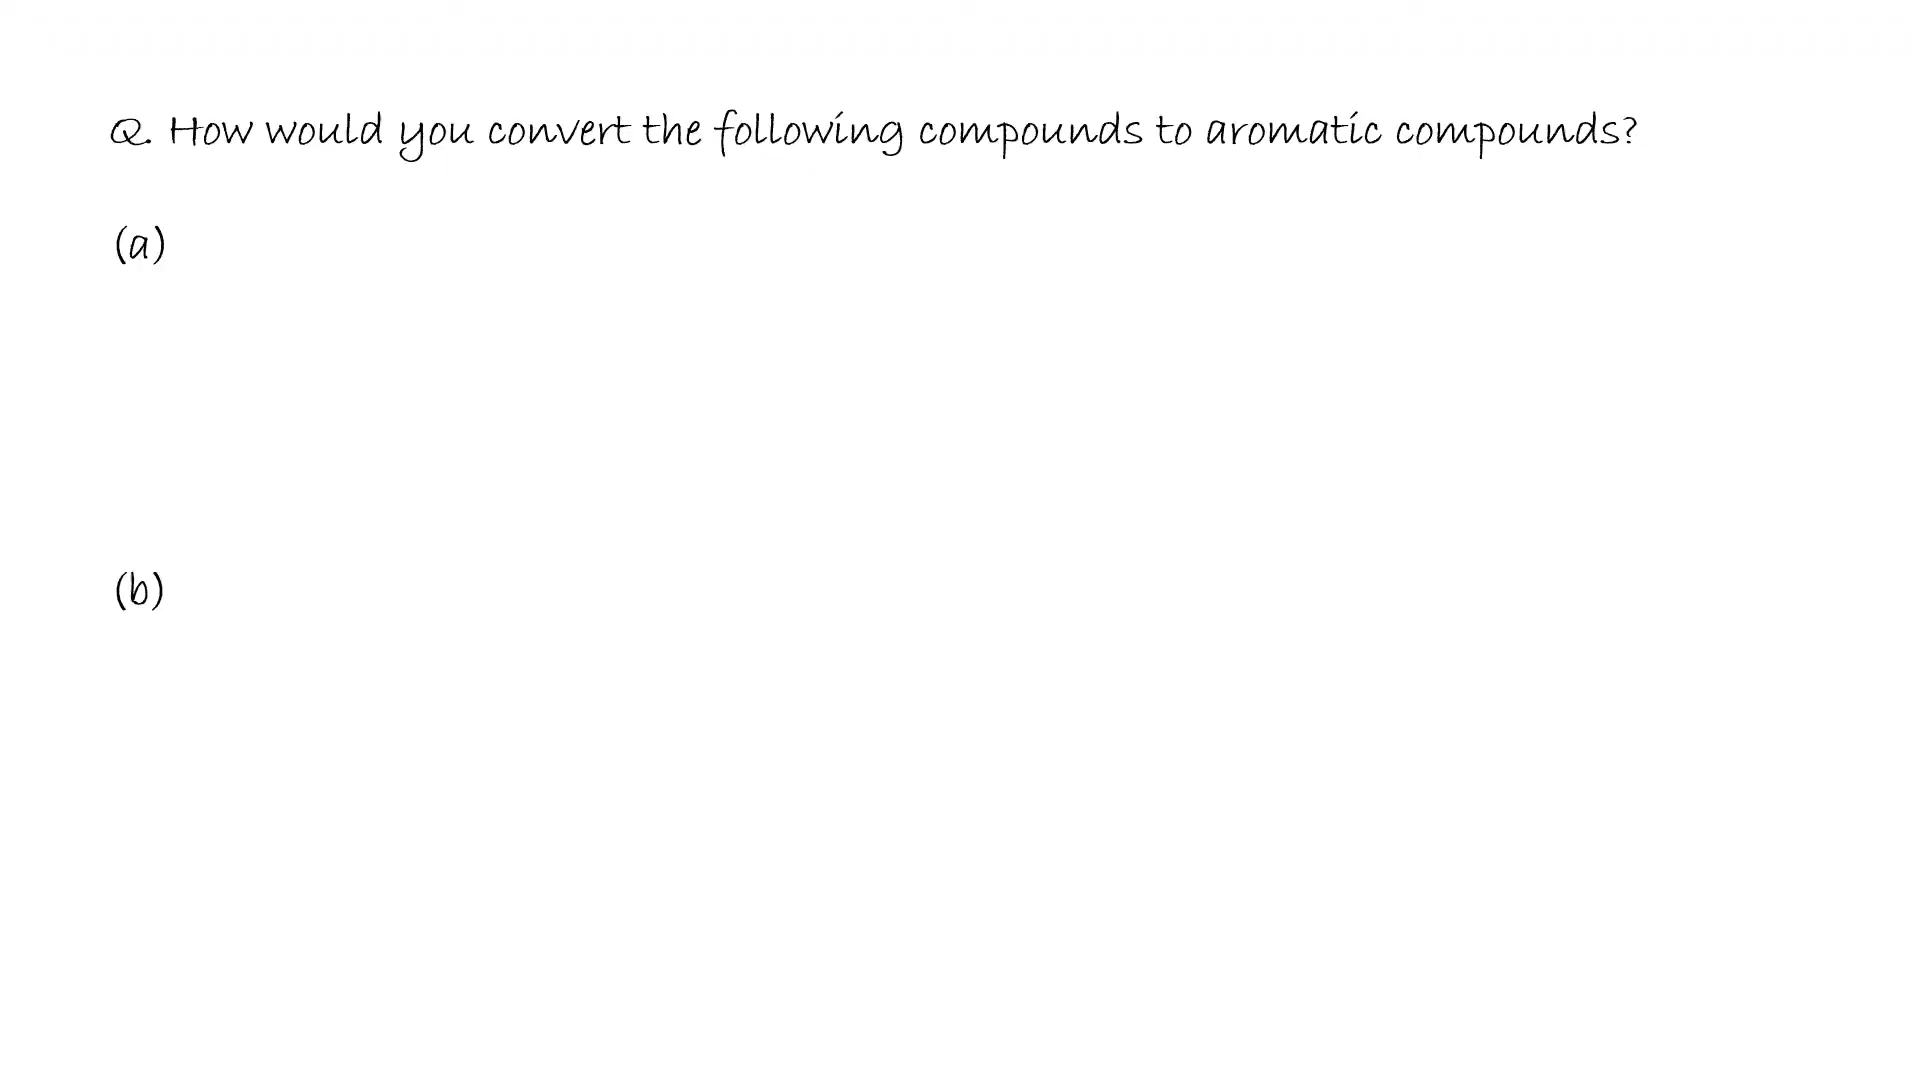 Q. How would you convert the following compounds to aromatic compounds?
(a)
(b)